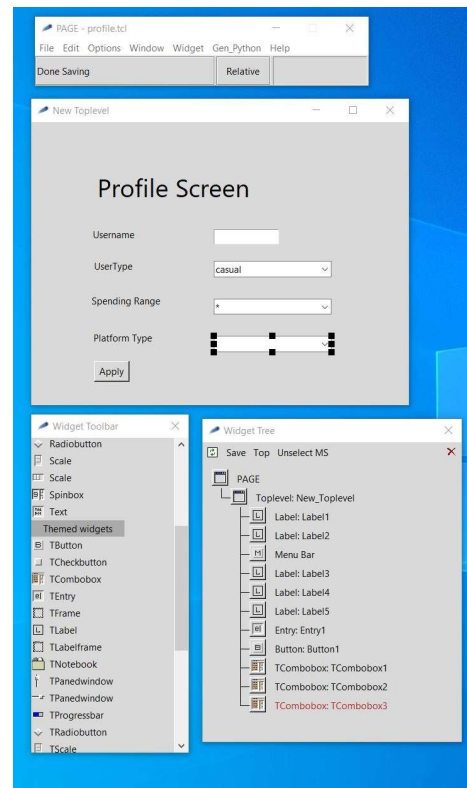 PAGE - profile.tcl
File Edit Options Window Widget Gen_Python Help
Done Saving Relative
New Toplevel
Profile Screen
Username
UserType casual
Spending Range *
Platform Type
Apply
Widget Toolbar
Radiobutton
Scale
Scale
Spinbox
Text
Themed widgets
TButton
TCheckbutton
TCombobox
TEntry
TFrame
TLabel
TLabelframe
TNotebook
TPanedwindow
TPanedwindow
TProgressbar
TRadiobutton
TScale
Widget Tree
Save Top Unselect MS
PAGE
Toplevel: New_Toplevel
Label: Label1
Label: Label2
Menu Bar
Label: Label3
Label: Label4
Label: Label5
Entry: Entry1
Button: Button1
TCombobox: TCombobox1
TCombobox: TCombobox2
TCombobox: TCombobox3